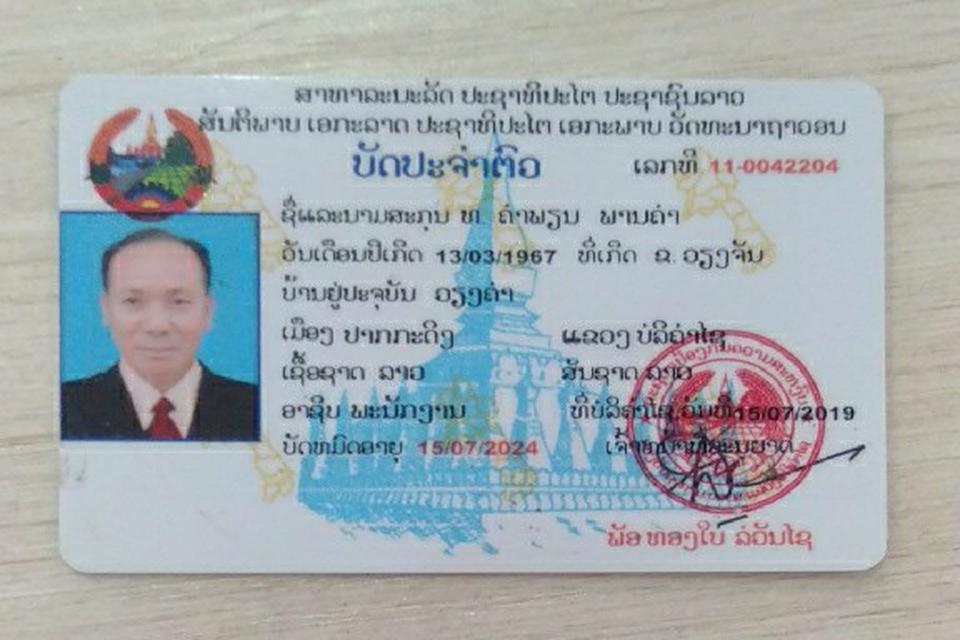 ສາທາລະນະລັດ ປະຊາທິປະໄຕ ປະຊາຊົນລາວ
ສັນຕິພາບ ເອກະລາດ ປະຊາທິປະໄຕ ເອກະພາບ ວັດທະນາຖາວອນ
ບັດປະຈຳຕົວ ເລກທີ 11-0042204
ຊື່ແລະນາມສະກຸນ ທ. ຄຳພຽນ ພານຄຳ
ວັນເດືອນປີເກີດ 13/03/1967 ທີ່ເກີດ ຂ. ວຽງຈັນ
ບ້ານຢູ່ປະຈຸບັນ ວຽງຄຳ
ເມືອງ ປາກກະດິງ ແຂວງ ບໍລິຄຳໄຊ
ເຊື້ອຊາດ ລາວ ສັນຊາດ ລາວ
ອາຊີບ ພະນັກງານ ທີ່ບໍລິຄຳໄຊ, ວັນທີ 15/07/2019
ບັດໝົດອາຍຸ 15/07/2024 ເຈົ້າໜ້າທີ່ອະນຍາດ
ພັອ ທອງໃບ ລໍວັນໄຊ